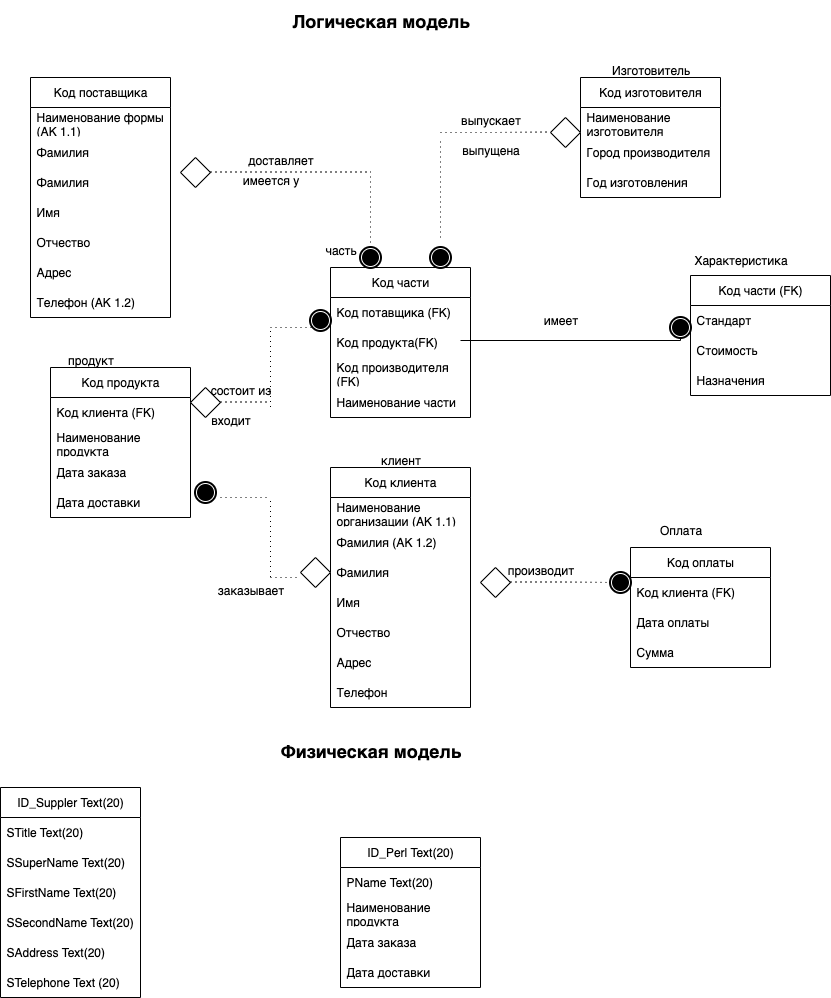 Логическая модель
Код поставщика
Наименование формы
(АК 1.1)
Фамилия
Фамилия
Имя
Отчество
Адрес
Телефон (АК 1.2)
доставляет
имеется у
Изготовитель
Код изготовителя
Наименование
изготовителя
Город производителя
Год изготовления
выпускает
выпущена
часть
Код части
Код потавщика (FK)
Код продукта(FK)
Код производителя
(FK)
Наименование части
имеет
Характеристика
Код части (FK)
Стандарт
Стоимость
Назначения
продукт
Код продукта
Код клиента (FK)
Наименование
продукта
Дата заказа
Дата доставки
состоит из
входит
заказывает
клиент
Код клиента
Наименование
организации (АК 1.1)
Фамилия (АК 1.2)
Фамилия
Имя
Отчество
Адрес
Телефон
производит
Оплата
Код оплаты
Код клиента (FK)
Дата оплаты
Сумма
Физическая модель
ID_Suppler Text(20)
STitle Text(20)
SSuperName Text(20)
SFirstName Text(20)
SSecondName Text(20)
SAddress Text(20)
STelephone Text (20)
ID_Perl Text(20)
PName Text(20)
Наименование
продукта
Дата заказа
Дата доставки